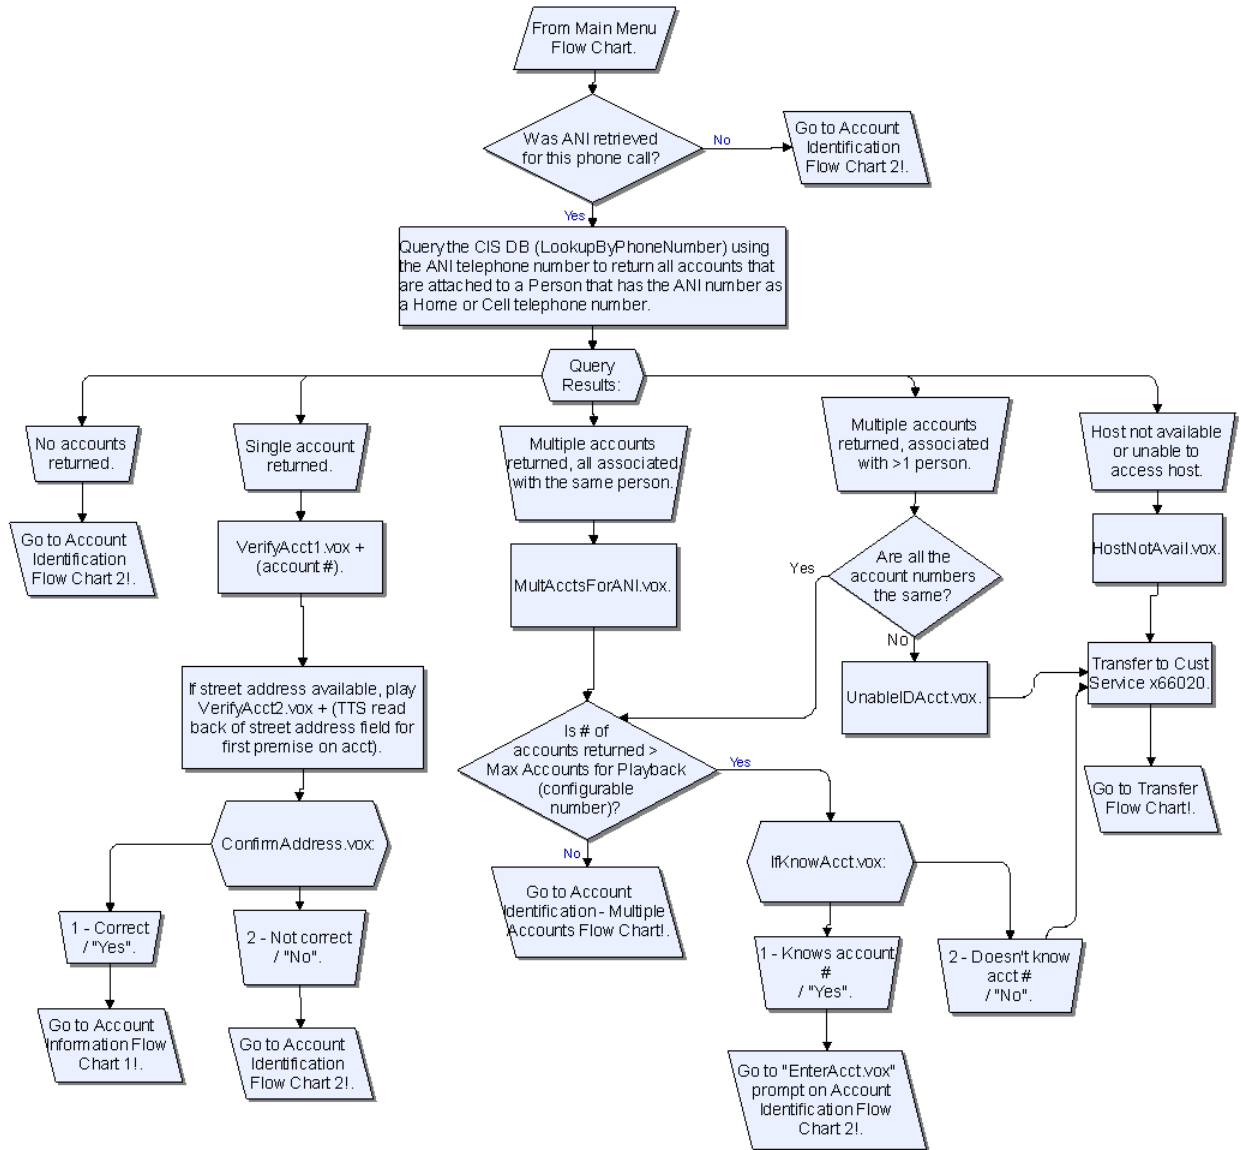 From Main Menu
Flow Chart.
Was ANI retrieved
for this phone call?
No
Go to Account
Identification
Flow Chart 2!.
Yes
Query the CIS DB (LookupByPhoneNumber) using
the ANI telephone number to return all accounts that
are attached to a Person that has the ANI number as
a Home or Cell telephone number.
Query
Results:
No accounts
returned.
Single account
returned.
Multiple accounts
returned, all associated
with the same person.
Multiple accounts
returned, associated
with >1 person.
Host not available
or unable to
access host.
Go to Account
Identification
Flow Chart 2!.
VerifyAcct1.vox +
(account #).
MultAcctsForANI.vox.
Are all the
account numbers
the same?
Yes
No
HostNotAvail.vox.
If street address available, play
VerifyAcct2.vox + (TTS read
back of street address field for
first premise on acct).
UnableIDAcct.vox.
Transfer to Cust
Service x66020.
Is # of
accounts returned >
Max Accounts for Playback
(configurable
number)?
Yes
No
Go to Transfer
Flow Chart!.
ConfirmAddress.vox:
IfKnowAcct.vox:
Go to Account
Identification - Multiple
Accounts Flow Chart!.
1 - Correct
/ "Yes".
2 - Not correct
/ "No".
1 - Knows account
#
/ "Yes".
2 - Doesn't know
acct #
/ "No".
Go to Account
Information Flow
Chart 1!.
Go to Account
Identification
Flow Chart 2!.
Go to "EnterAcct.vox"
prompt on Account
Identification Flow
Chart 2!.